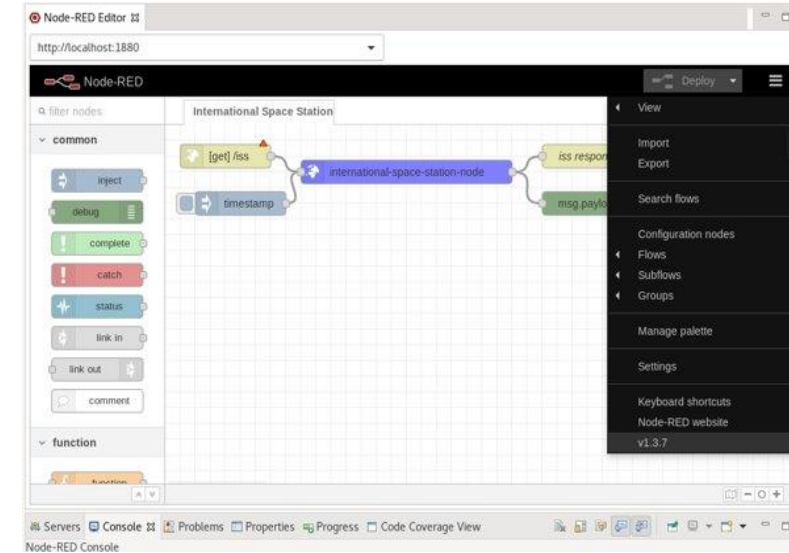 Node-RED Editor
http://localhost:1880
Node-RED
Deploy
filter nodes
common
inject
debug
complete
catch
status
link in
link out
comment
function
function
International Space Station
[get] /iss
timestamp
international-space-station-node
iss respon
msg.paylo
View
Import
Export
Search flows
Configuration nodes
Flows
Subflows
Groups
Manage palette
Settings
Keyboard shortcuts
Node-RED website
v1.3.7
Servers Console Problems Properties Progress Code Coverage View
Node-RED Console